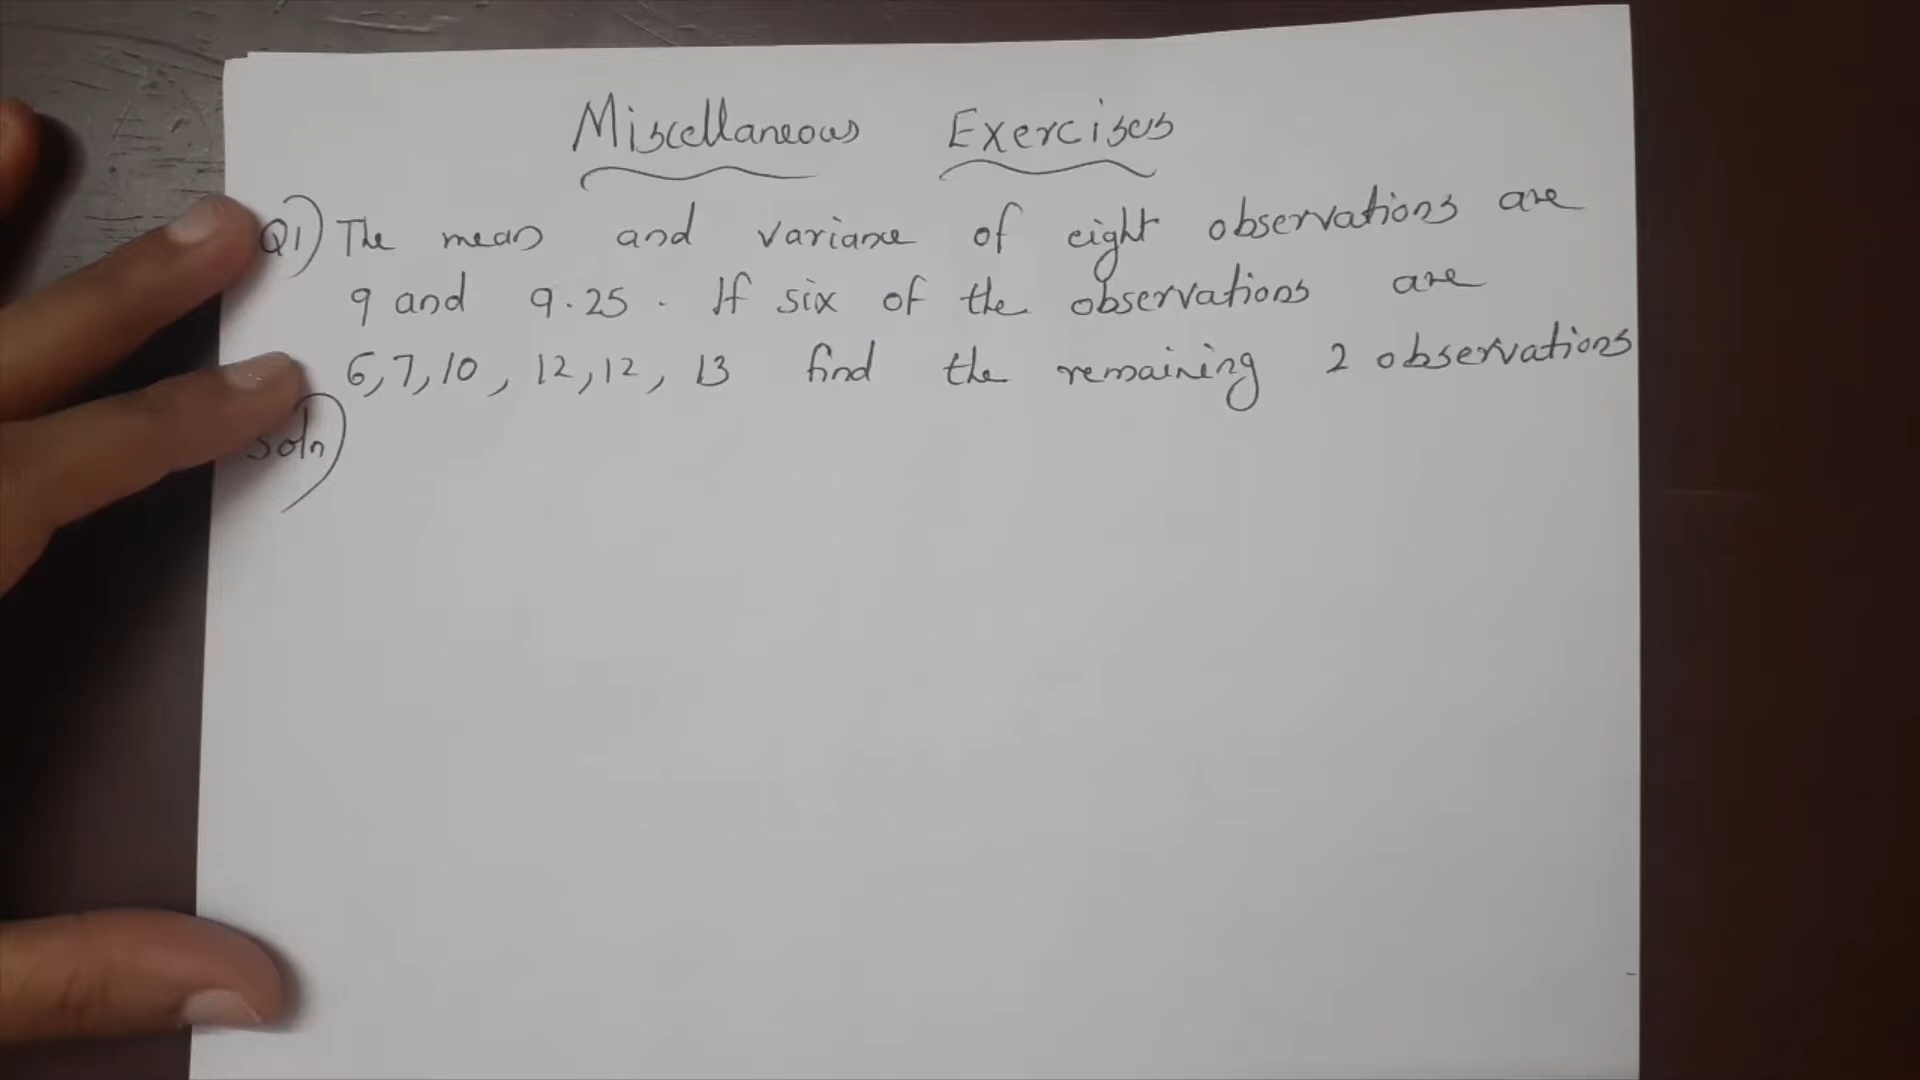 Miscellaneous Exercises
Q1) The mean and variance of eight observations are
9 and 9.25. If six of the observations are
6,7,10, 12,12, 13 find the remaining 2 observations
Soln)